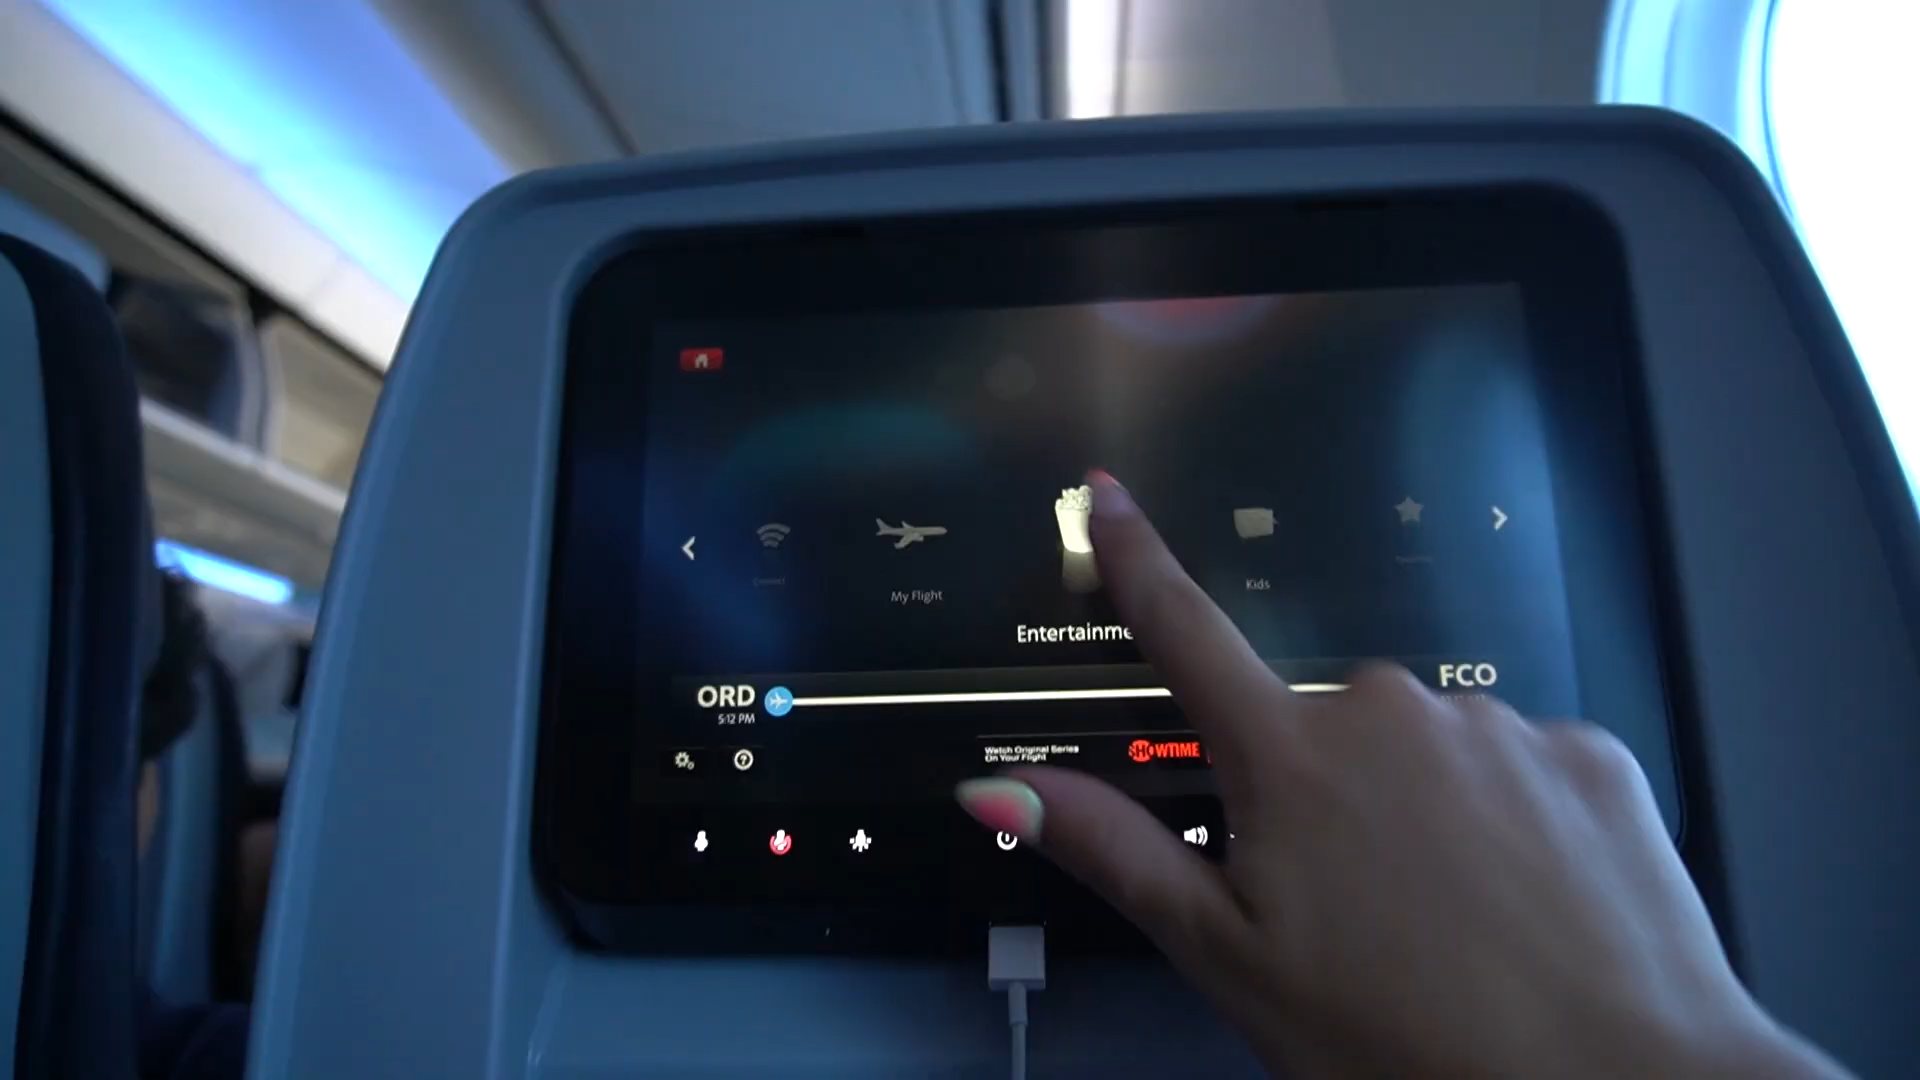 My Flight
Kids
Entertainme
ORD
FCO
5:12 PM
Watch Original Series
On Your Flight
SHOWTIME